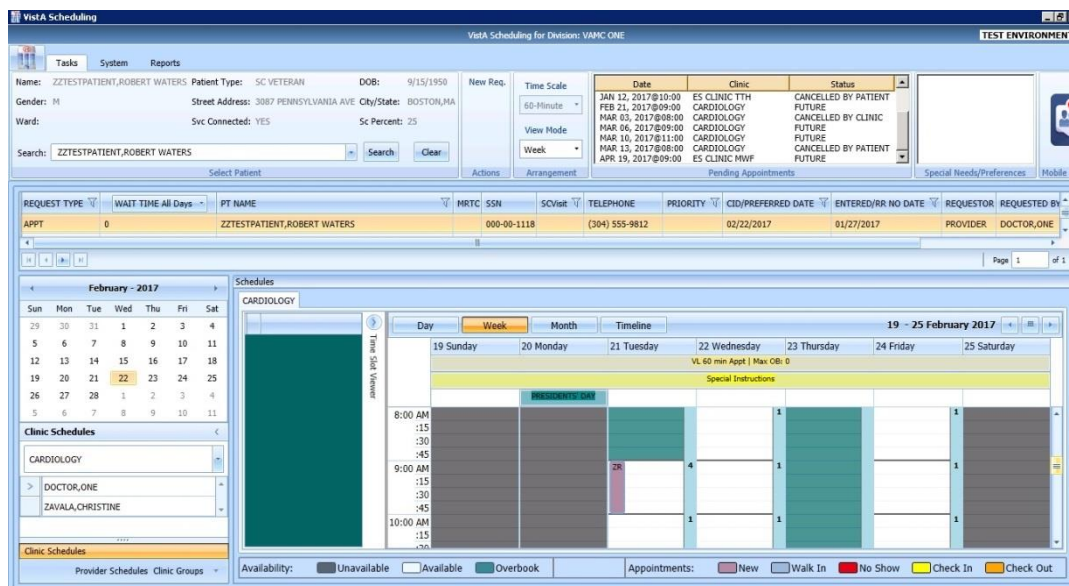 VistA Scheduling
VistA Scheduling for Division: VAMC ONE
TEST ENVIRONMENT
Tasks System Reports
Name: ZZTESTPATIENT,ROBERT WATERS Patient Type: SC VETERAN DOB: 9/15/1950
Gender: M Street Address: 3087 PENNSYLVANIA AVE City/State: BOSTON,MA
Ward: Svc Connected: YES Sc Percent: 25
Search: ZZTESTPATIENT,ROBERT WATERS Search Clear
Select Patient
New Req.
Actions
Time Scale
60-Minute
View Mode
Week
Arrangement
Date Clinic Status
JAN 12, 2017@10:00 ES CLINIC TTH CANCELLED BY PATIENT
FEB 21, 2017@09:00 CARDIOLOGY FUTURE
MAR 03, 2017@08:00 CARDIOLOGY CANCELLED BY CLINIC
MAR 06, 2017@09:00 CARDIOLOGY FUTURE
MAR 10, 2017@11:00 CARDIOLOGY FUTURE
MAR 13, 2017@08:00 CARDIOLOGY CANCELLED BY PATIENT
APR 19, 2017@09:00 ES CLINIC MWF FUTURE
Pending Appointments
Special Needs/Preferences
Mobile
REQUEST TYPE WAIT TIME All Days PT NAME MRTC SSN SCVisit TELEPHONE PRIORITY CID/PREFERRED DATE ENTERED/RR NO DATE REQUESTOR REQUESTED BY
APPT 0 ZZTESTPATIENT,ROBERT WATERS 000-00-1118 (304) 555-9812 02/22/2017 01/27/2017 PROVIDER DOCTOR,ONE
Page 1 of 1
February - 2017
Sun Mon Tue Wed Thu Fri Sat
29 30 31 1 2 3 4
5 6 7 8 9 10 11
12 13 14 15 16 17 18
19 20 21 22 23 24 25
26 27 28 1 2 3 4
5 6 7 8 9 10 11
Clinic Schedules
CARDIOLOGY
DOCTOR,ONE
ZAVALA,CHRISTINE
Clinic Schedules
Provider Schedules Clinic Groups
Schedules
CARDIOLOGY
Time Slot Viewer
Day Week Month Timeline 19 - 25 February 2017
19 Sunday 20 Monday 21 Tuesday 22 Wednesday 23 Thursday 24 Friday 25 Saturday
VL 60 min Appt | Max OB: 0
Special Instructions
PRESIDENTS' DAY
8:00 AM 1 1
:15
:30
:45
9:00 AM ZR 4 1 1
:15
:30
:45
10:00 AM 1 1 1
:15
:30
Availability: Unavailable Available Overbook Appointments: New Walk In No Show Check In Check Out